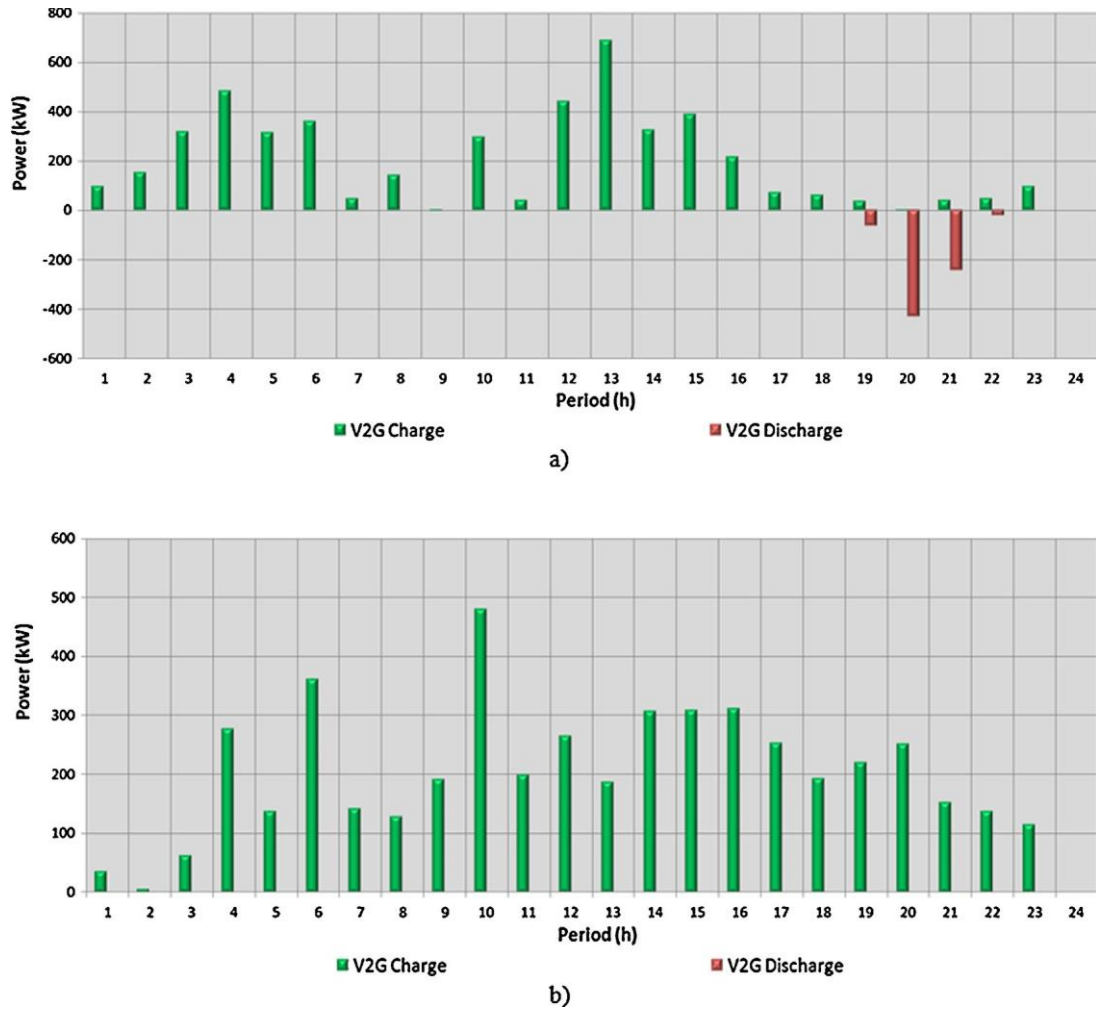 800
600
400
200
0
-200
-400
-600
Power (kW)
1 2 3 4 5 6 7 8 9 10 11 12 13 14 15 16 17 18 19 20 21 22 23 24
Period (h)
V2G Charge V2G Discharge
a)
600
500
400
300
200
100
0
Power (kW)
1 2 3 4 5 6 7 8 9 10 11 12 13 14 15 16 17 18 19 20 21 22 23 24
Period (h)
V2G Charge V2G Discharge
b)